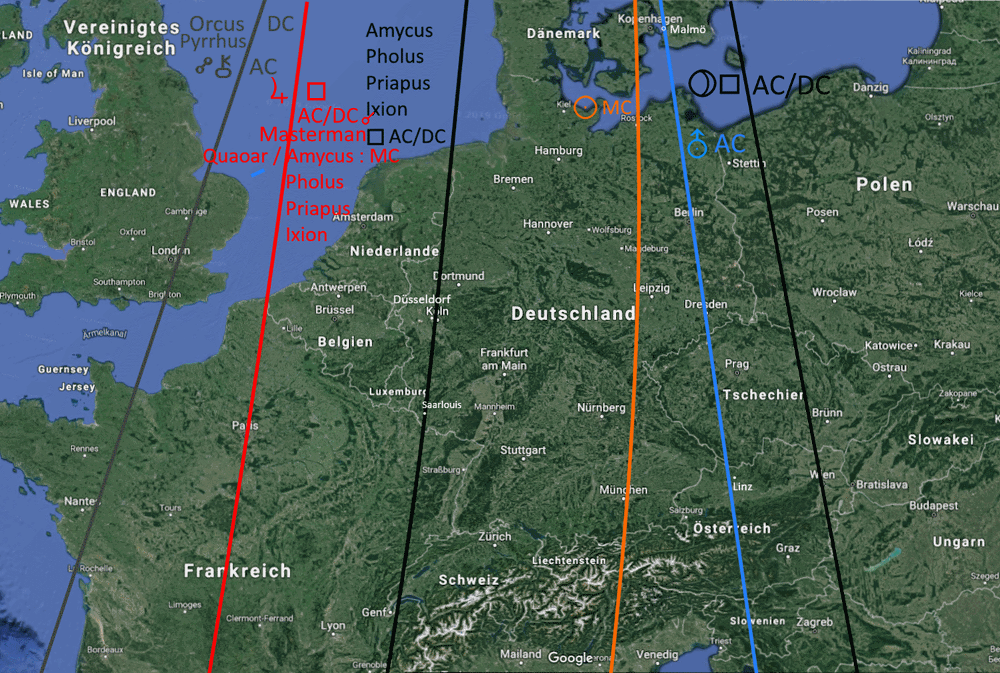 Vereinigtes
Königreich
LAND
Isle of Man
Liverpool
ENGLAND
WALES
Cambridge
Oxford
Bristol
London
Southampton
Plymouth
Brighton
Ärmelkanal
Guernsey
Jersey
Orcus DC
Pyrrhus
AC
AC/DC
Masterman
Quaoar / Amycus : MC
Pholus
Priapus
Ixion
Amycus
Pholus
Priapus
Ixion
AC/DC
Dänemark
Kopenhagen
Malmö
Kiel
MC
Rostock
AC/DC
AC
Kaliningrad
Калининград
Danzig
Olsztyn
Hamburg
Stettin
Bremen
Polen
Amsterdam
Hannover
Wolfsburg
Berlin
Posen
Warschau
Niederlande
Magdeburg
Łódź
Dortmund
Antwerpen
Düsseldorf
Köln
Brüssel
Lille
Belgien
Leipzig
Dresden
Wroclaw
Kielce
Deutschland
Frankfurt
am Main
Katowice
Krakau
Ostrau
Prag
Tschechien
Zakopane
Luxemburg
Saarlouis
Mannheim
Nürnberg
Brünn
Slowakei
Paris
Rennes
Stuttgart
Straßburg
Nantes
Tours
München
Linz
Wien
Bratislava
Salzburg
Budapest
Österreich
Zürich
Ungarn
Graz
Liechtenstein
La Rochelle
Frankreich
Schweiz
Szeged
Limoges
Clermont-Ferrand
Genf
Lyon
Slowenien
Zagreb
Triest
Bordeaux
Grenoble
Mailand
Google
Verona
Venedig